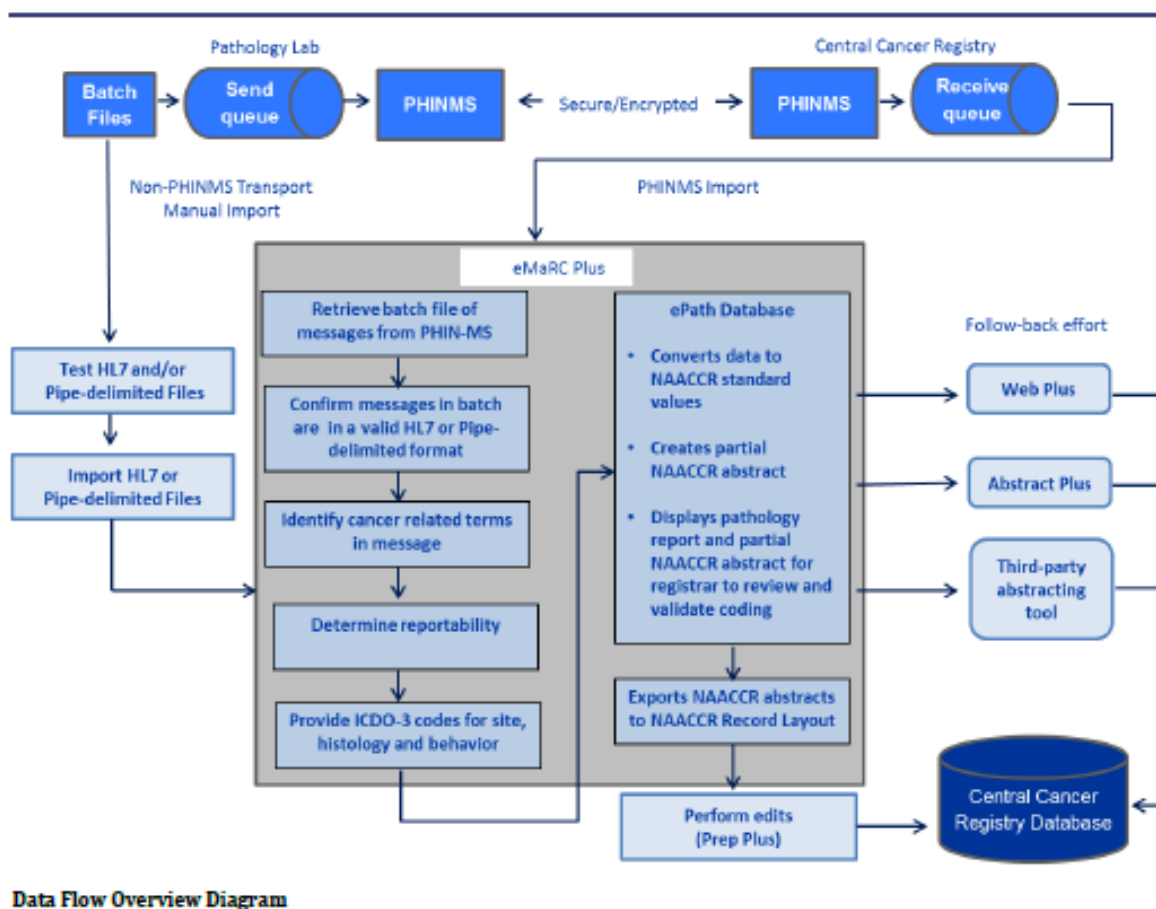 Pathology Lab
Central Cancer Registry
Batch
Files
Send
queue
PHINMS
Secure/Encrypted
PHINMS
Receive
queue
Non-PHINMS Transport
Manual Import
PHINMS Import
eMaRC Plus
Retrieve batch file of
messages from PHIN-MS
Confirm messages in batch
are in a valid HL7 or Pipe-
delimited format
Identify cancer related terms
in message
Determine reportability
Provide ICDO-3 codes for site,
histology and behavior
Test HL7 and/or
Pipe-delimited Files
Import HL7 or
Pipe-delimited Files
ePath Database
• Converts data to
NAACCR standard
values
• Creates partial
NAACCR abstract
• Displays pathology
report and partial
NAACCR abstract for
registrar to review and
validate coding
Exports NAACCR abstracts
to NAACCR Record Layout
Perform edits
(Prep Plus)
Follow-back effort
Web Plus
Abstract Plus
Third-party
abstracting
tool
Central Cancer
Registry Database
Data Flow Overview Diagram